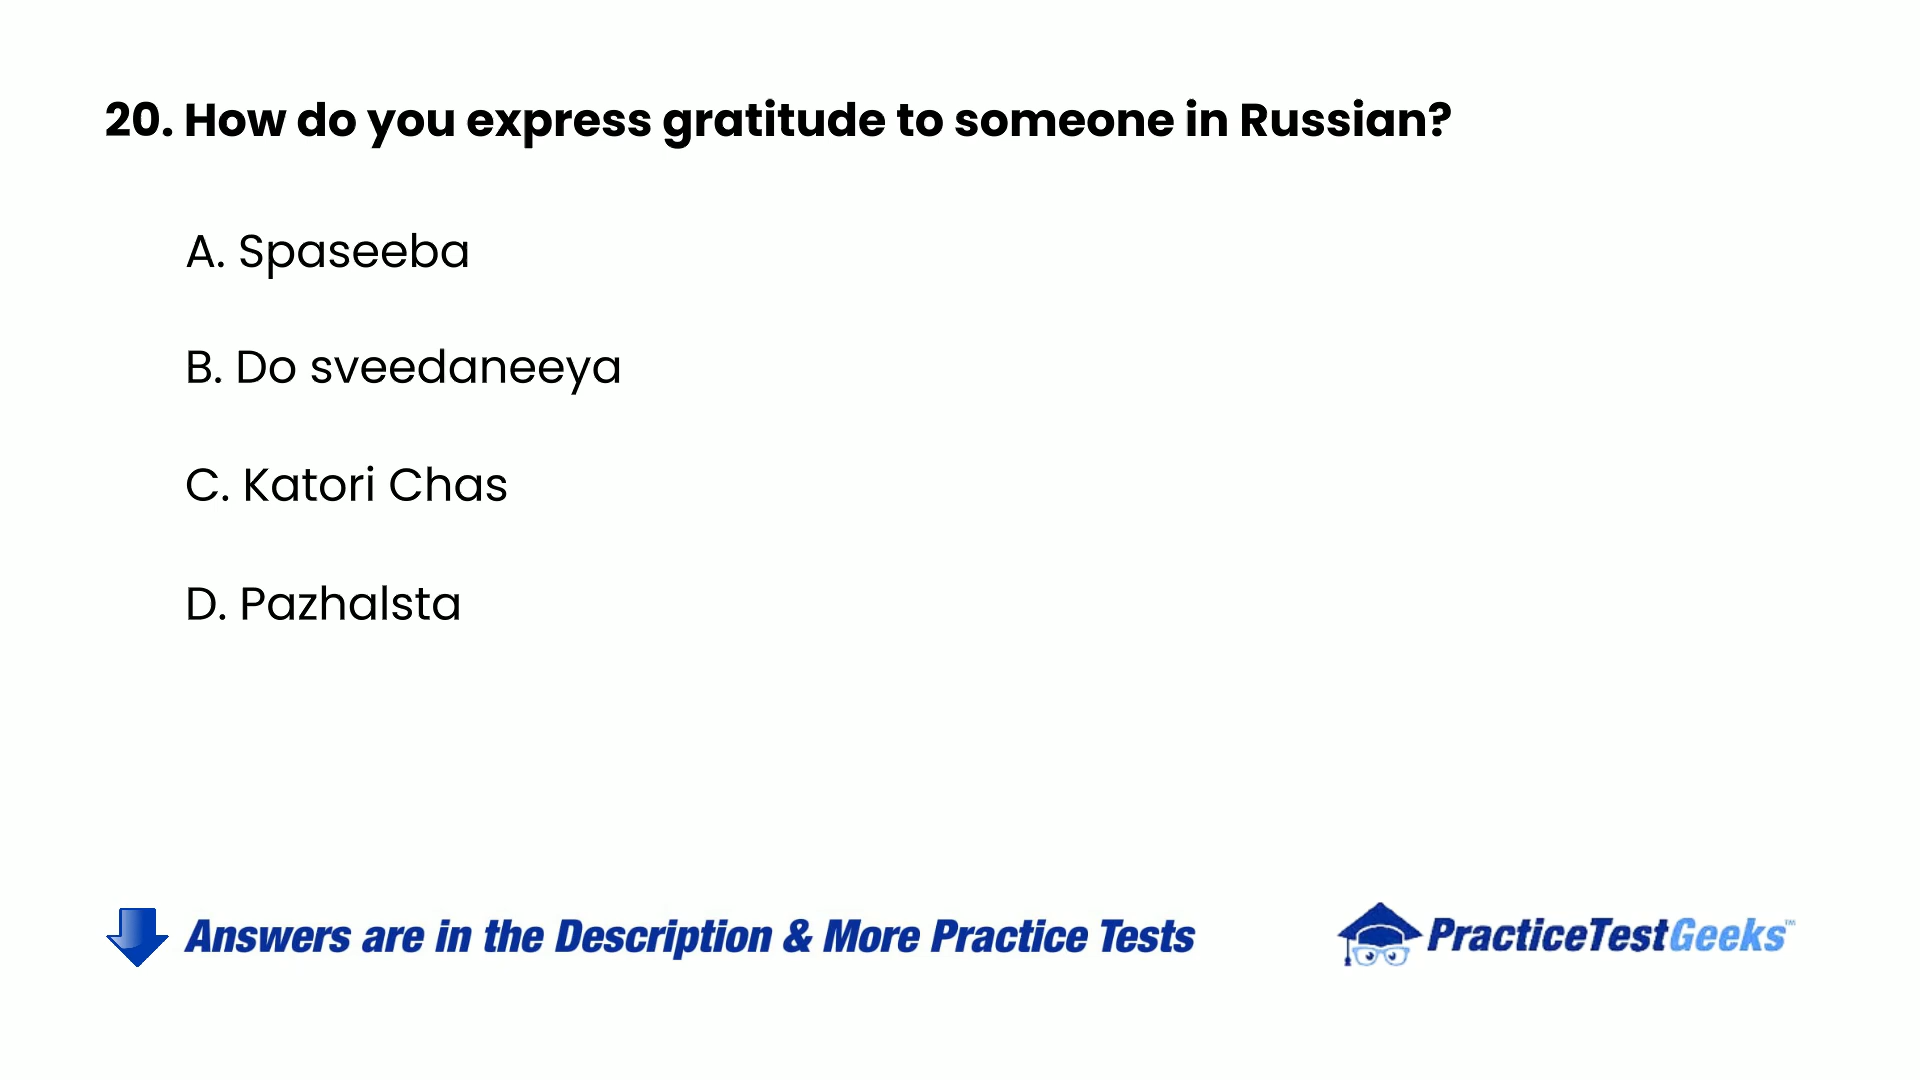 20. How do you express gratitude to someone in Russian?
A. Spaseeba
B. Do sveedaneeya
C. Katori Chas
D. Pazhalsta
Answers are in the Description & More Practice Tests
PracticeTestGeeks™